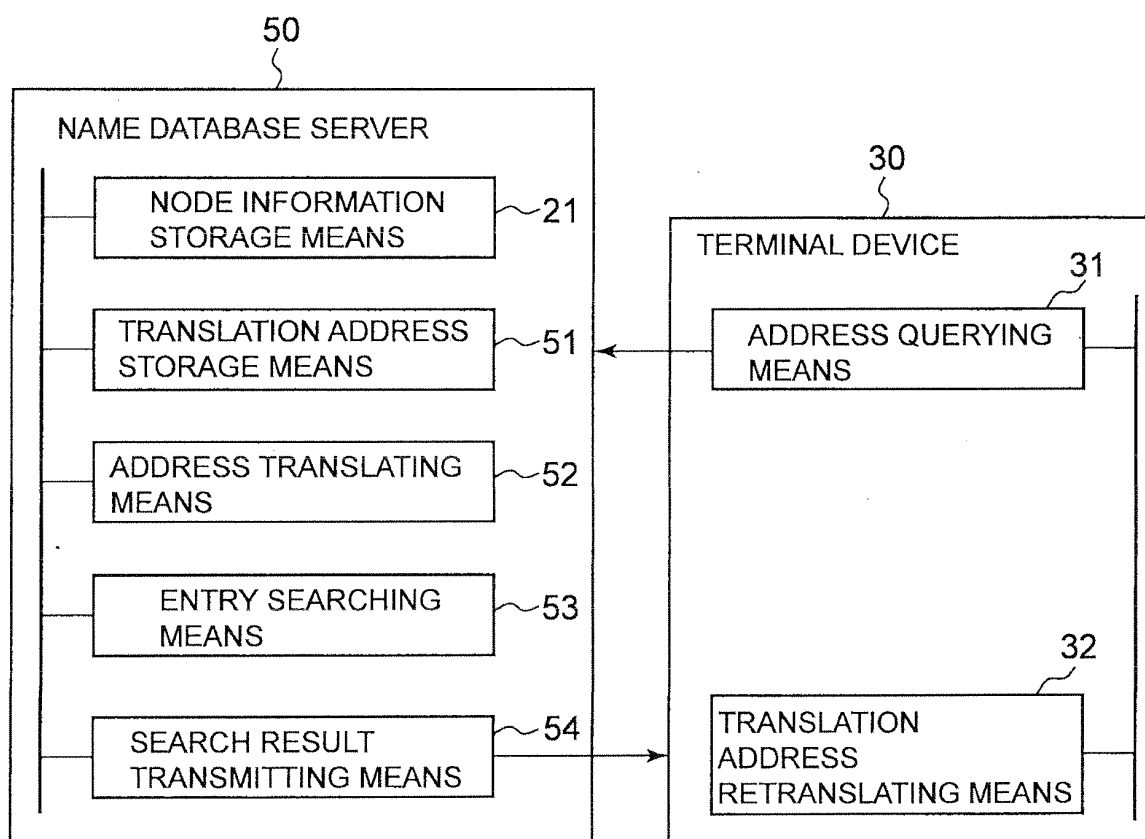 50
NAME DATABASE SERVER
NODE INFORMATION
STORAGE MEANS
21
TRANSLATION ADDRESS
STORAGE MEANS
51
ADDRESS TRANSLATING
MEANS
52
ENTRY SEARCHING
MEANS
53
SEARCH RESULT
TRANSMITTING MEANS
54
30
TERMINAL DEVICE
31
ADDRESS QUERYING
MEANS
32
TRANSLATION
ADDRESS
RETRANSLATING MEANS